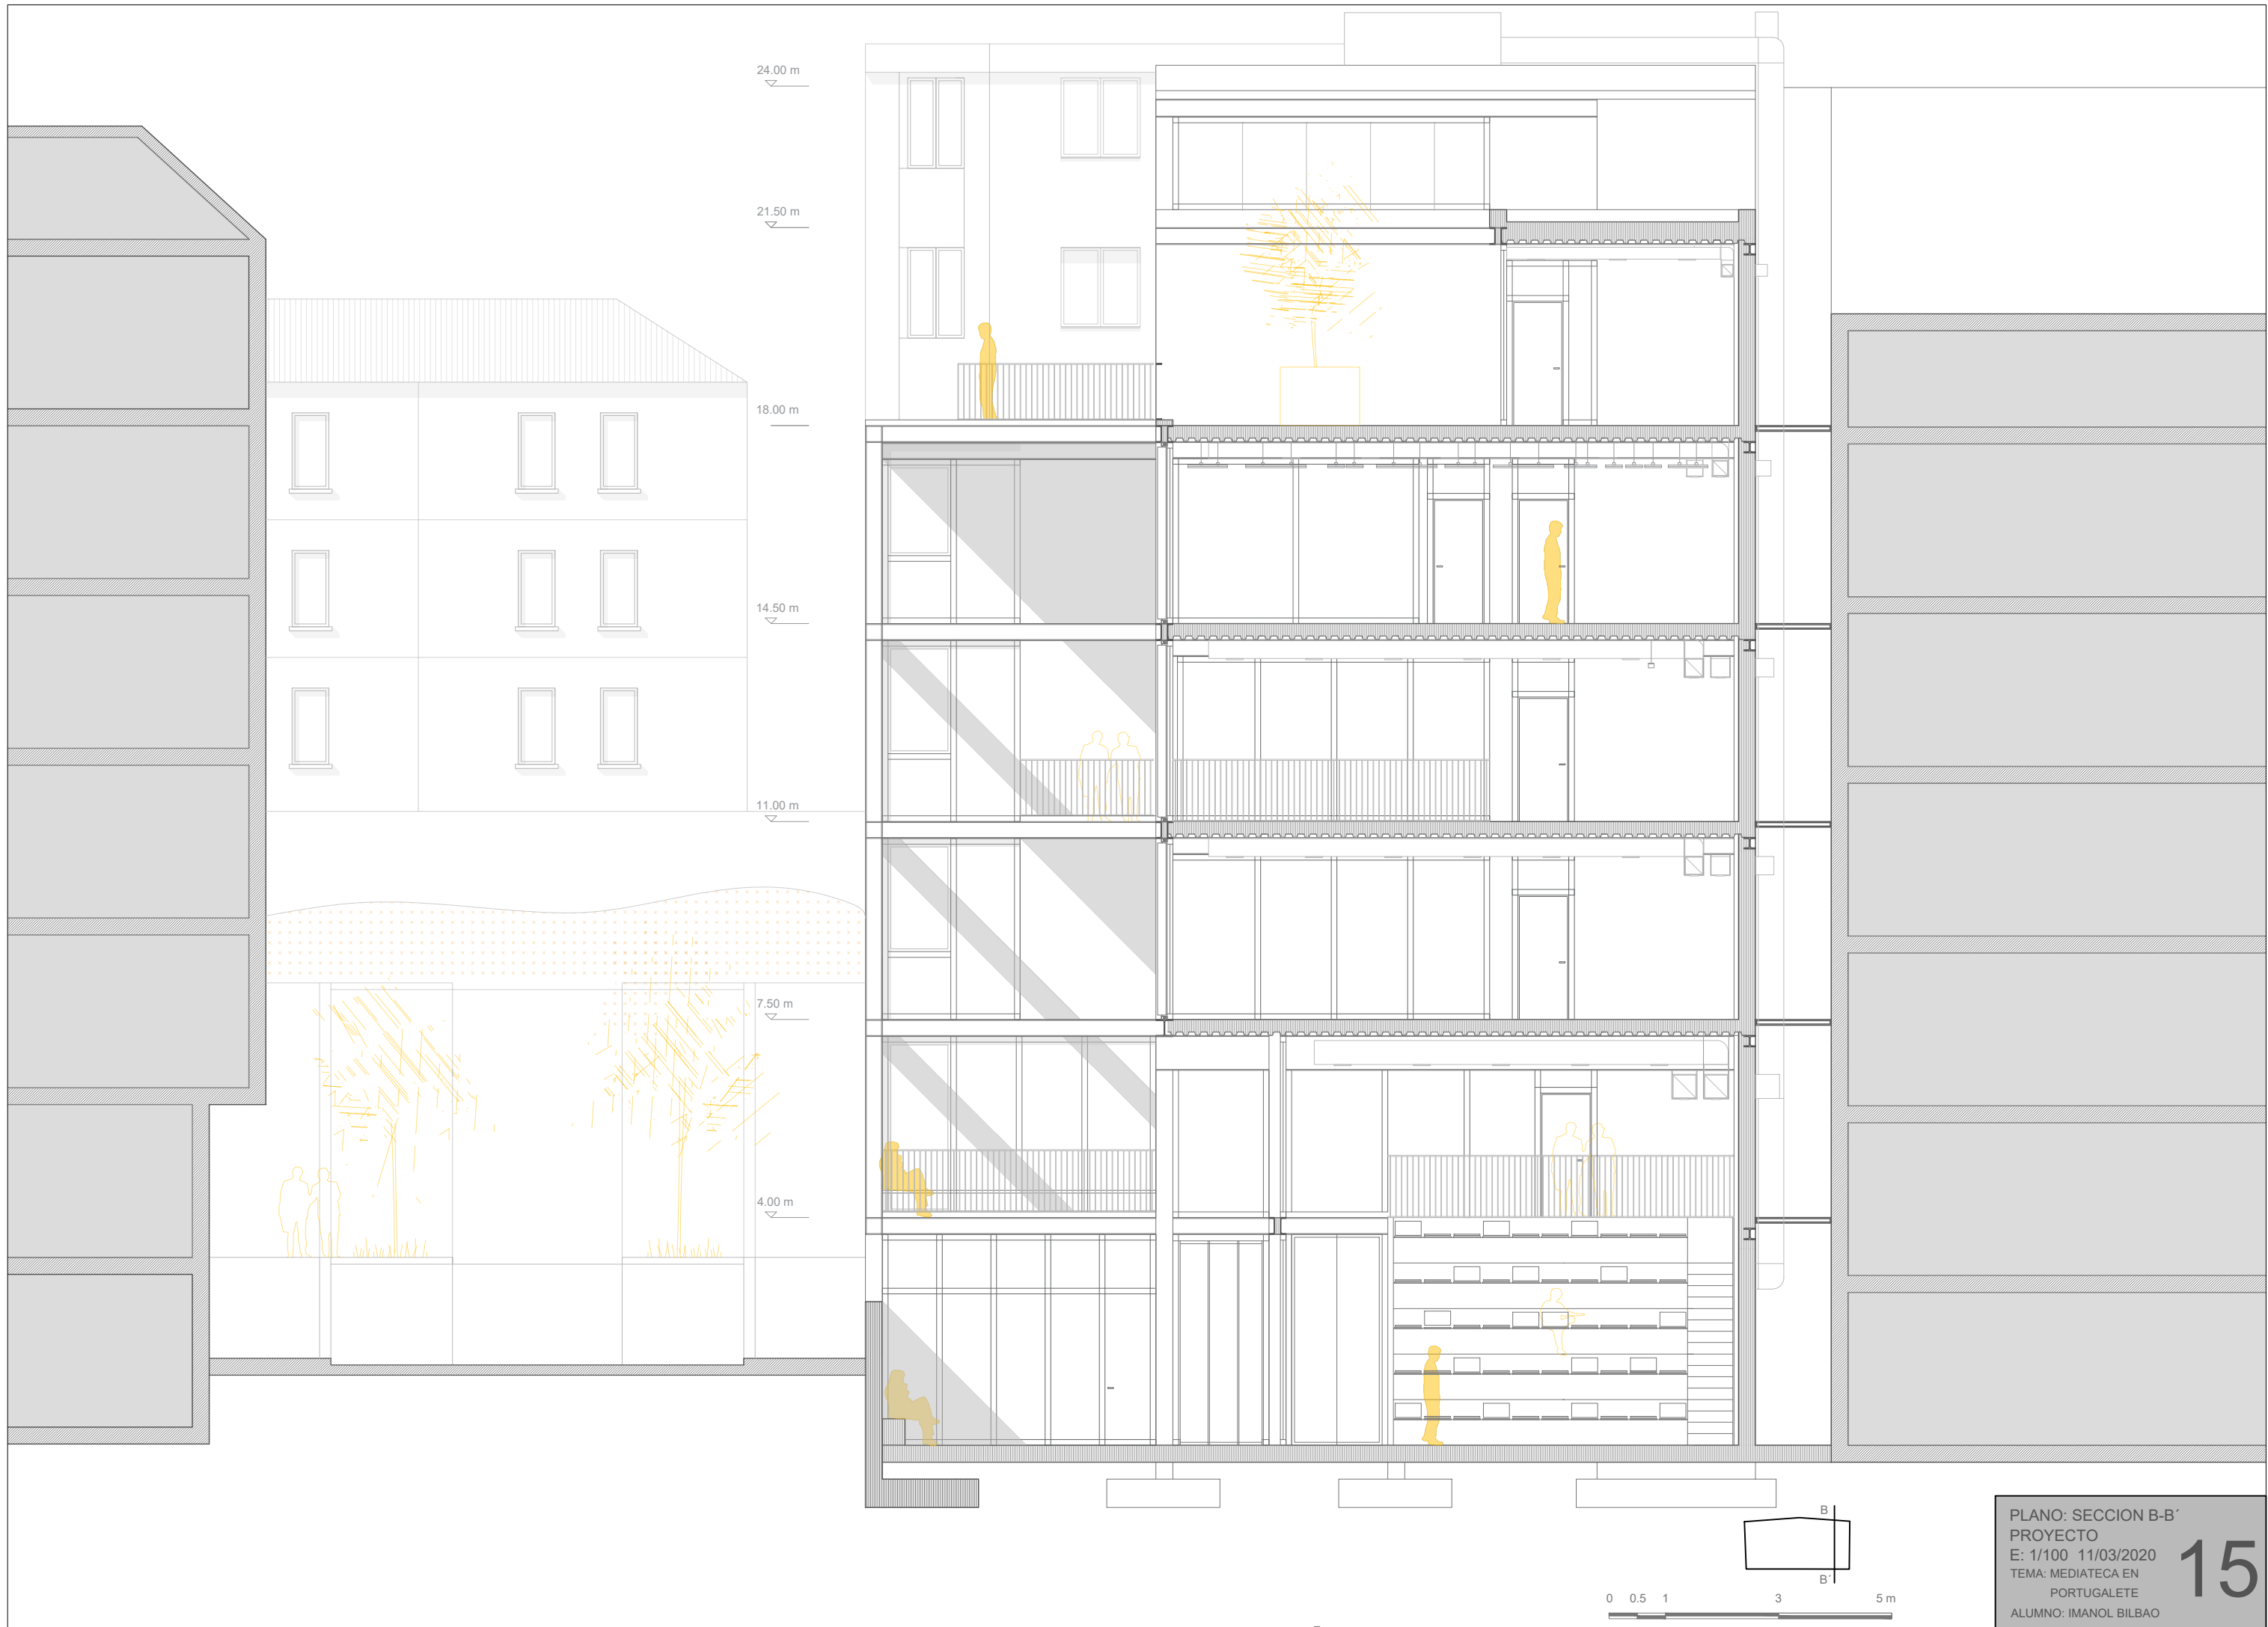 24.00 m
21.50 m
18.00 m
14.50 m
11.00 m
7.50 m
4.00 m
B
B´
0 0.5 1 3 5 m
PLANO: SECCION B-B´
PROYECTO
E: 1/100 11/03/2020
TEMA: MEDIATECA EN
PORTUGALETE
ALUMNO: IMANOL BILBAO
15